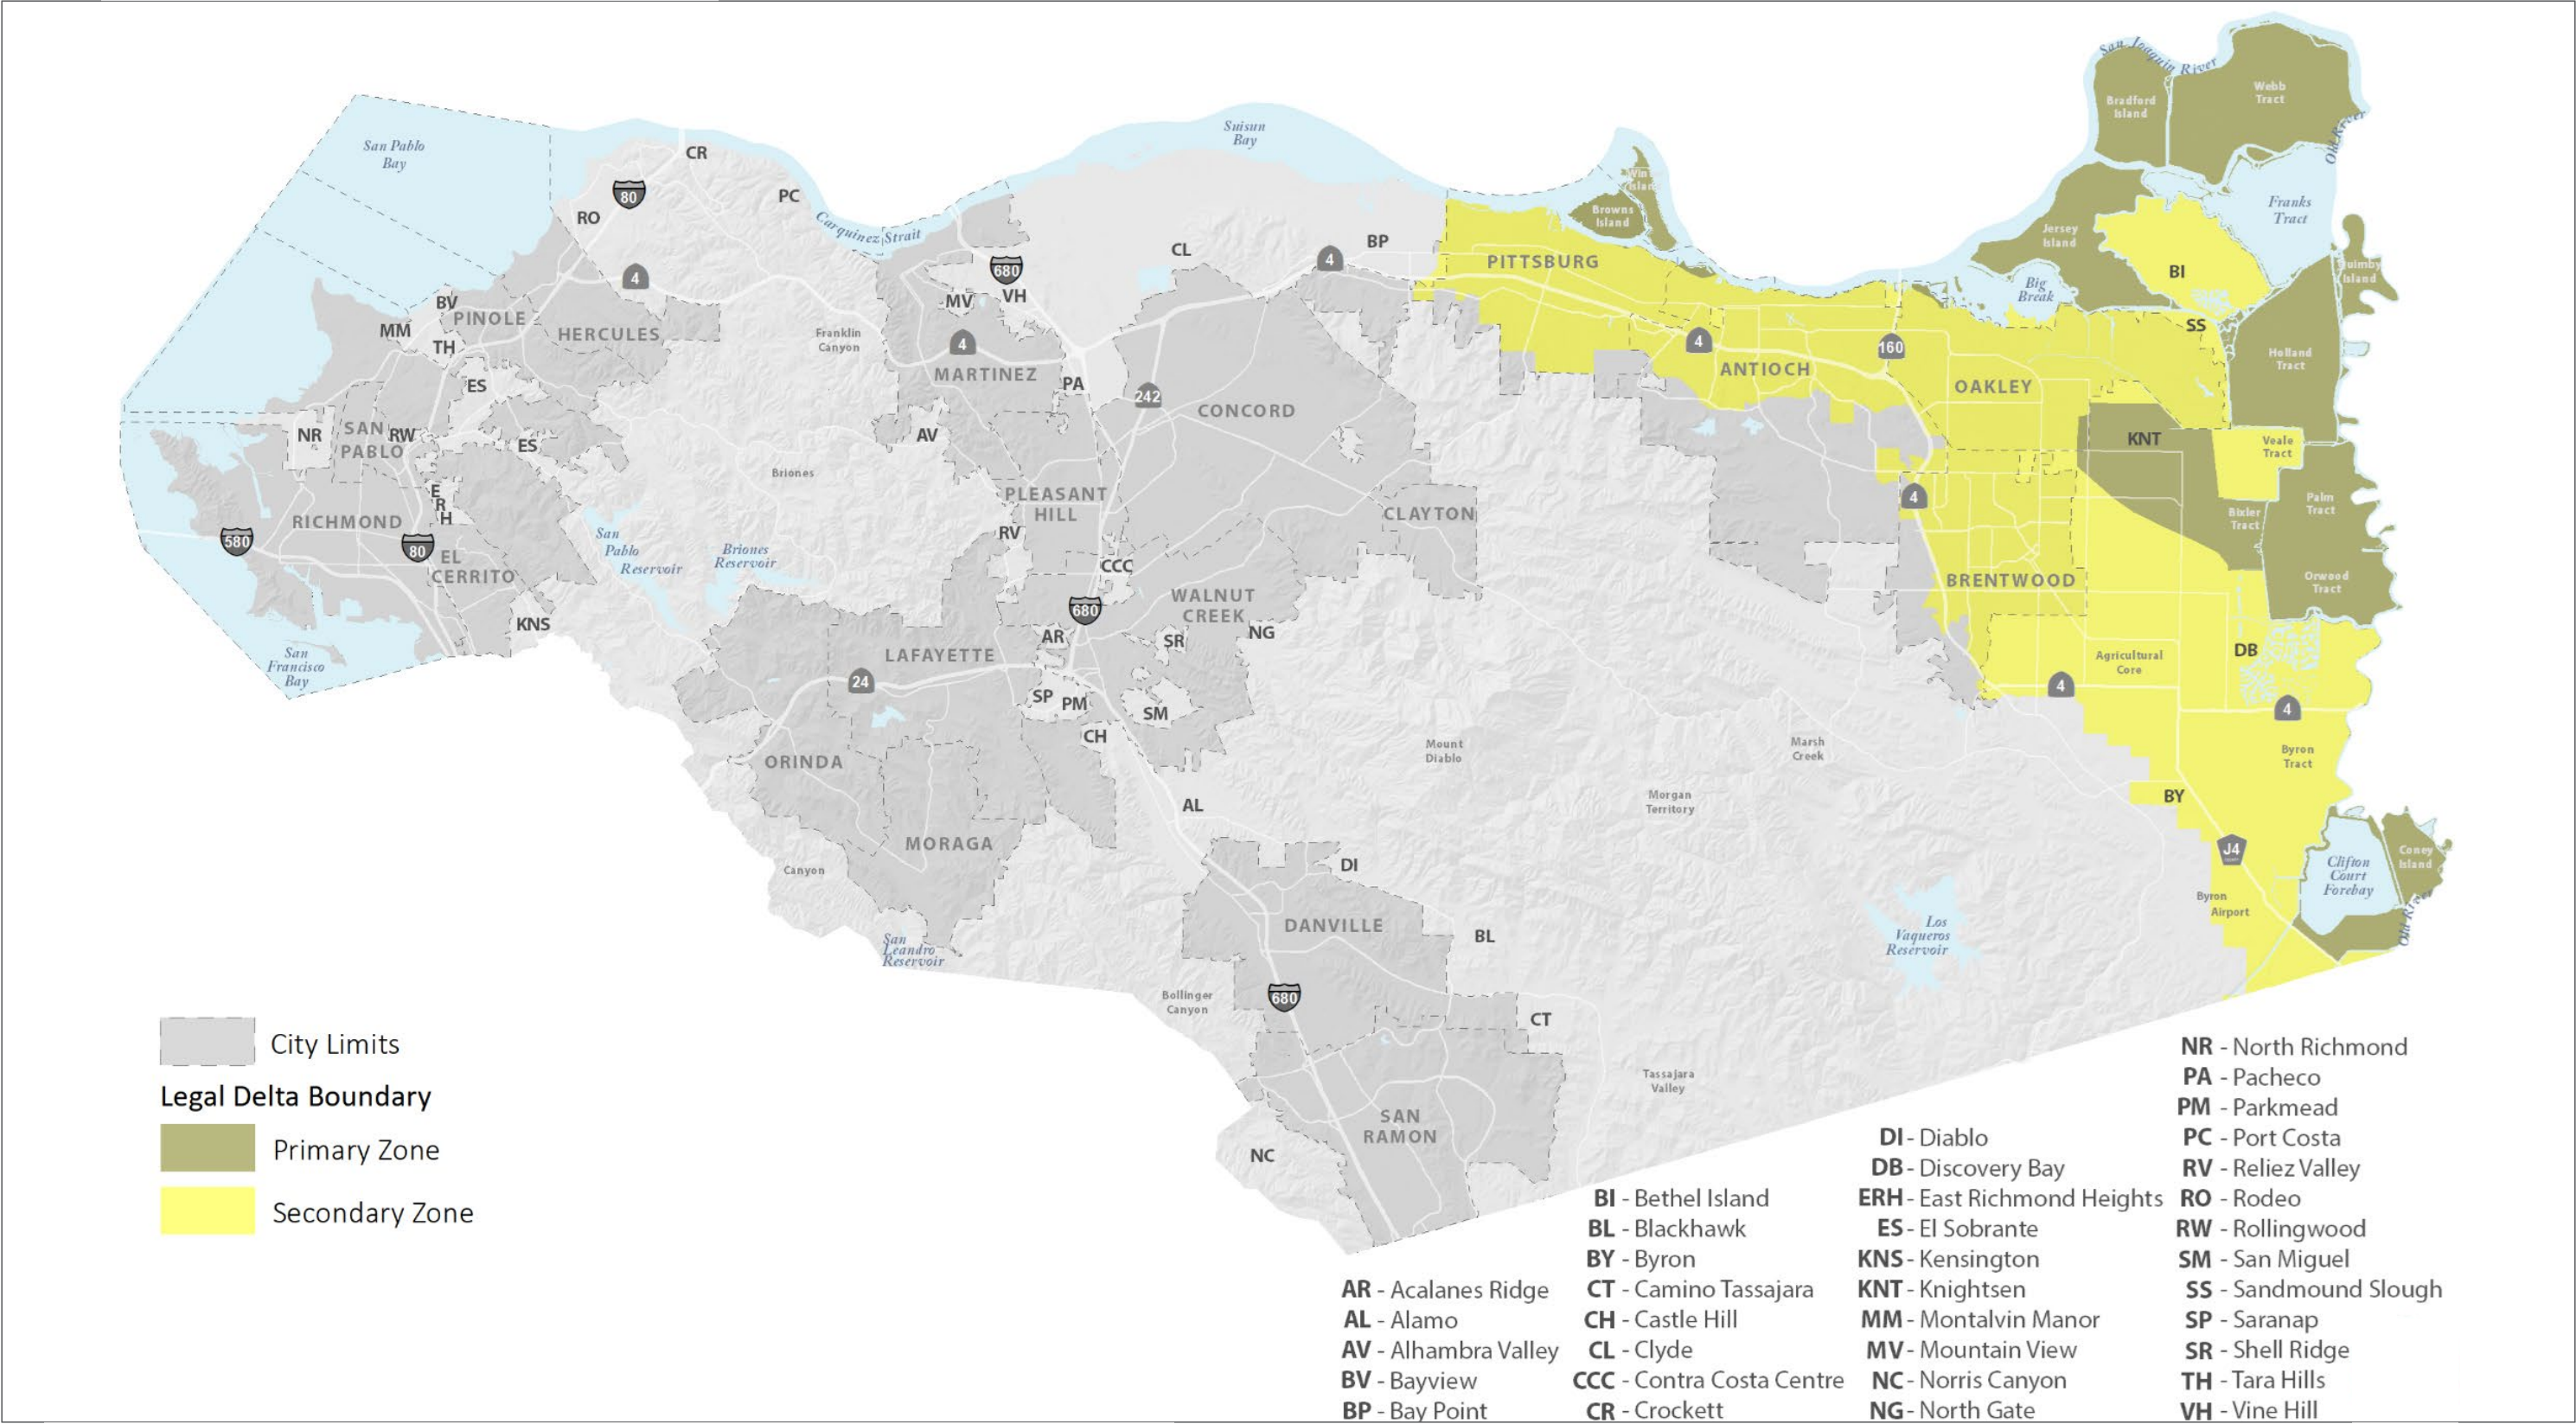 San Joaquin River
Webb
Tract
Bradford
Island
Old River
San Pablo
Bay
Suisun
Bay
CR
80
PC
RO
Carquinez Strait
Browns
Island
Franks
Tract
Jersey
Island
CL
BP
4
PITTSBURG
BI
Big
Break
4
680
MV
VH
BV
PINOLE
MM
TH
HERCULES
Franklin
Canyon
4
MARTINEZ
PA
SS
Holland
Tract
4
160
ANTIOCH
OAKLEY
ES
242
CONCORD
NR
SAN
PABLO
RW
ES
AV
KNT
Veale
Tract
Briones
ERH
RICHMOND
PLEASANT
HILL
CLAYTON
4
Palm
Tract
Bixler
Tract
580
80
EL
CERRITO
San
Pablo
Reservoir
Briones
Reservoir
RV
CCC
BRENTWOOD
Orwood
Tract
680
WALNUT
CREEK
KNS
AR
SR
NG
San
Francisco
Bay
LAFAYETTE
24
SP
PM
SM
CH
Agricultural
Core
DB
4
4
ORINDA
Mount
Diablo
Marsh
Creek
Byron
Tract
AL
Morgan
Territory
BY
MORAGA
Canyon
DI
J4
Clifton
Court
Forebay
Coney
Island
DANVILLE
BL
Byron
Airport
Old River
San
Leandro
Reservoir
Los
Vaqueros
Reservoir
Bollinger
Canyon
680
CT
Tassajara
Valley
SAN
RAMON
NC
City Limits
Legal Delta Boundary
Primary Zone
Secondary Zone
AR - Acalanes Ridge
AL - Alamo
AV - Alhambra Valley
BV - Bayview
BP - Bay Point
BI - Bethel Island
BL - Blackhawk
BY - Byron
CT - Camino Tassajara
CH - Castle Hill
CL - Clyde
CCC - Contra Costa Centre
CR - Crockett
DI - Diablo
DB - Discovery Bay
ERH - East Richmond Heights
ES - El Sobrante
KNS - Kensington
KNT - Knightsen
MM - Montalvin Manor
MV - Mountain View
NC - Norris Canyon
NG - North Gate
NR - North Richmond
PA - Pacheco
PM - Parkmead
PC - Port Costa
RV - Reliez Valley
RO - Rodeo
RW - Rollingwood
SM - San Miguel
SS - Sandmound Slough
SP - Saranap
SR - Shell Ridge
TH - Tara Hills
VH - Vine Hill